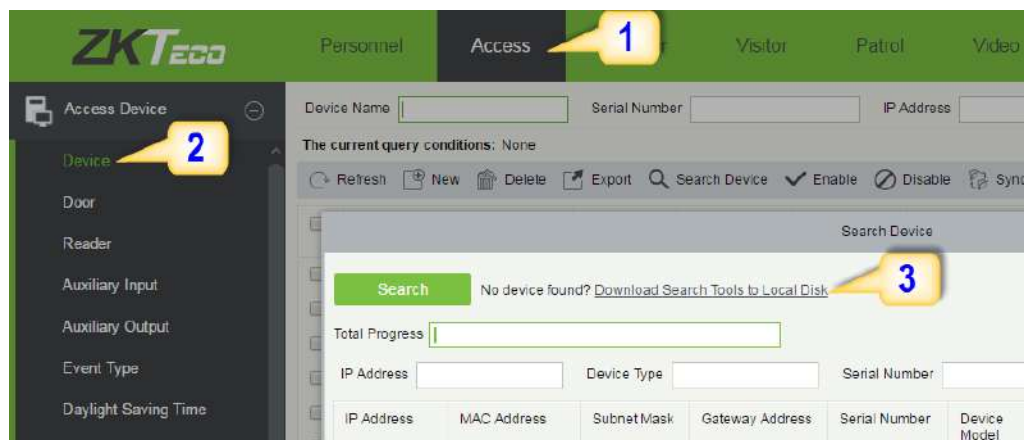 ZKTeco Personnel Access 1 r Visitor Patrol Video
Access Device Device Name Serial Number IP Address
The current query conditions: None
Device 2
Refresh New Delete Export Search Device Enable Disable Sync
Door
Search Device
Reader
Search No device found? Download Search Tools to Local Disk 3
Auxiliary Input
Auxiliary Output
Total Progress
Event Type
IP Address Device Type Serial Number
Daylight Saving Time
IP Address MAC Address Subnet Mask Gateway Address Serial Number Device Model